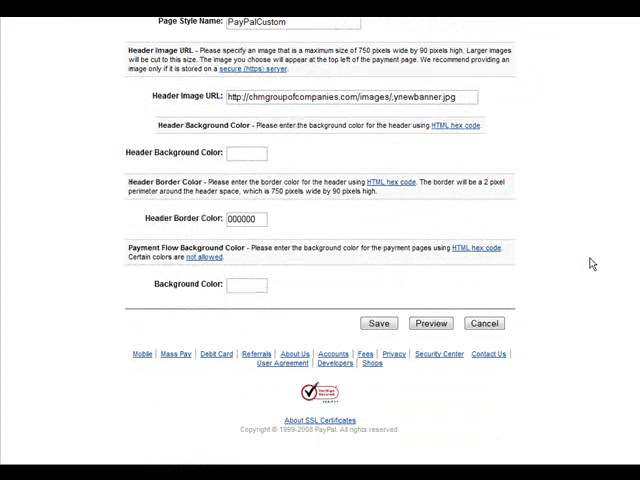 Page Style Name: PayPalCustom
Header Image URL - Please specify an image that is a maximum size of 750 pixels wide by 90 pixels high. Larger images
will be cut to this size. The image you choose will appear at the top left of the payment page. We recommend providing an
image only if it is stored on a secure (https) server.
Header Image URL: http://chmgroupofcompanies.com/images/,ynewbanner.jpg
Header Background Color - Please enter the background color for the header using HTML hex code.
Header Background Color:
Header Border Color - Please enter the border color for the header using HTML hex code. The border will be a 2 pixel
perimeter around the header space, which is 750 pixels wide by 90 pixels high.
Header Border Color: 000000
Payment Flow Background Color - Please enter the background color for the payment pages using HTML hex code.
Certain colors are not allowed.
Background Color:
Save Preview Cancel
Mobile | Mass Pay | Debit Card | Referrals | About Us | Accounts | Fees | Privacy | Security Center | Contact Us |
User Agreement | Developers | Shops
About SSL Certificates
Copyright © 1999-2008 PayPal. All rights reserved.